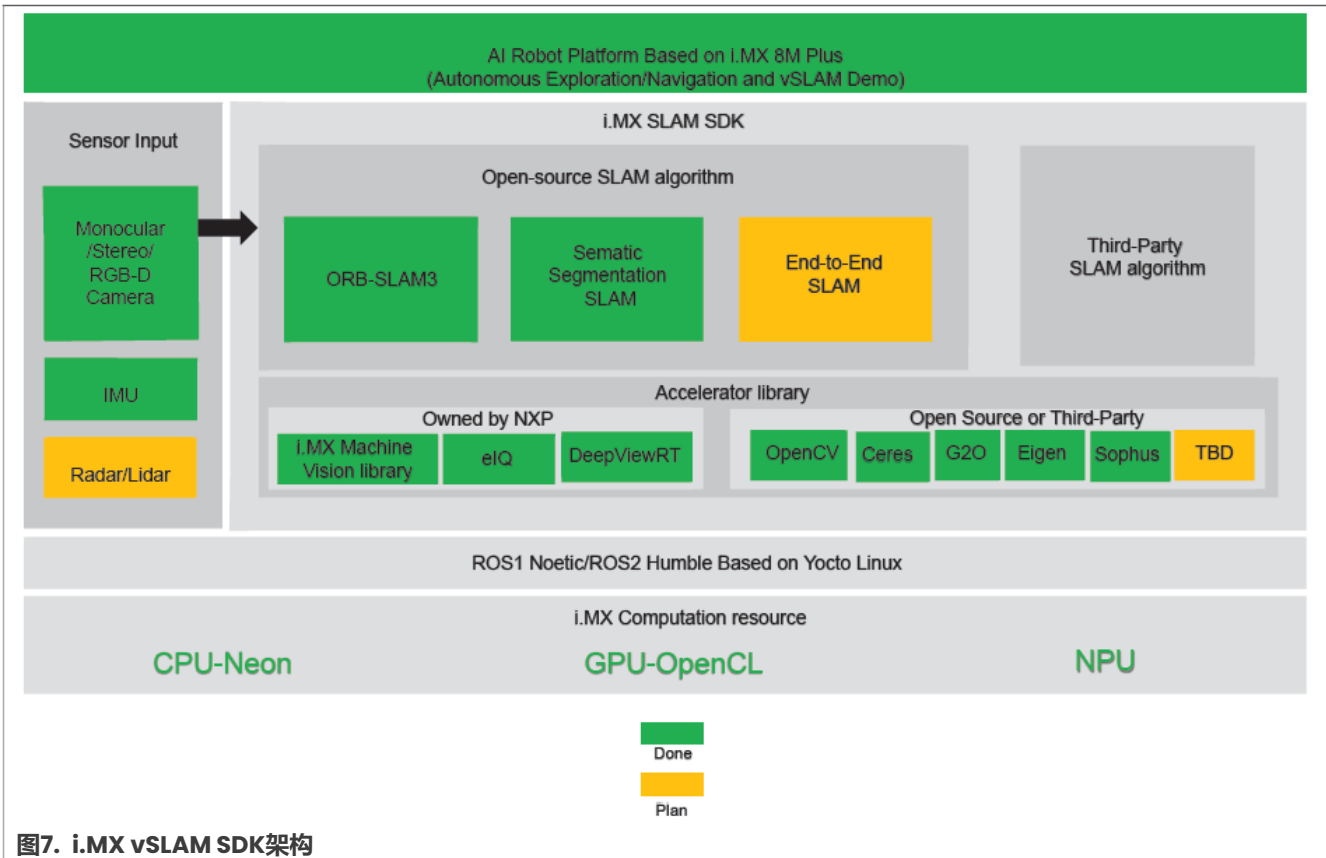 AI Robot Platform Based on i.MX 8M Plus
(Autonomous Exploration/Navigation and vSLAM Demo)
Sensor Input
Monocular
/Stereo/
RGB-D
Camera
IMU
Radar/Lidar
i.MX SLAM SDK
Open-source SLAM algorithm
ORB-SLAM3
Sematic
Segmentation
SLAM
End-to-End
SLAM
Third-Party
SLAM algorithm
Accelerator library
Owned by NXP
i.MX Machine
Vision library
eIQ
DeepViewRT
Open Source or Third-Party
OpenCV
Ceres
G2O
Eigen
Sophus
TBD
ROS1 Noetic/ROS2 Humble Based on Yocto Linux
i.MX Computation resource
CPU-Neon
GPU-OpenCL
NPU
Done
Plan
图7. i.MX vSLAM SDK架构